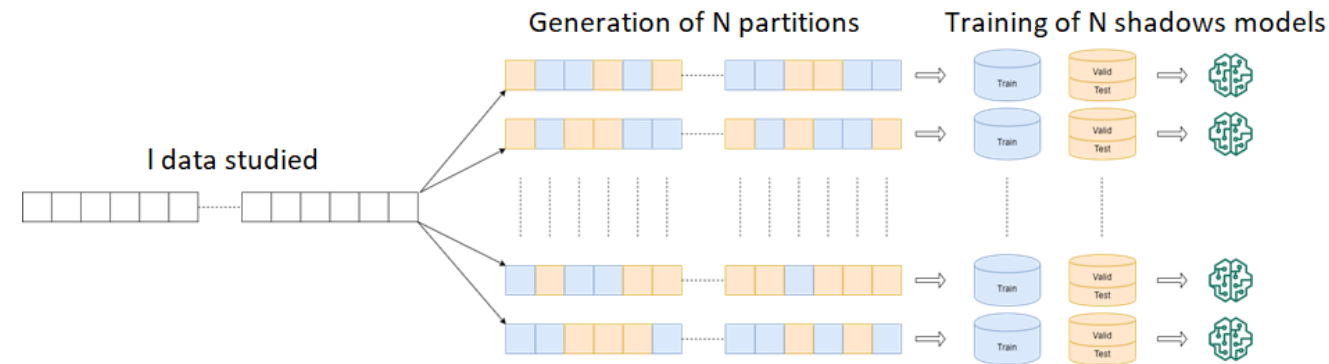 Generation of N partitions
Training of N shadows models
Train
Valid
Test
Train
Valid
Test
l data studied
Train
Valid
Test
Train
Valid
Test